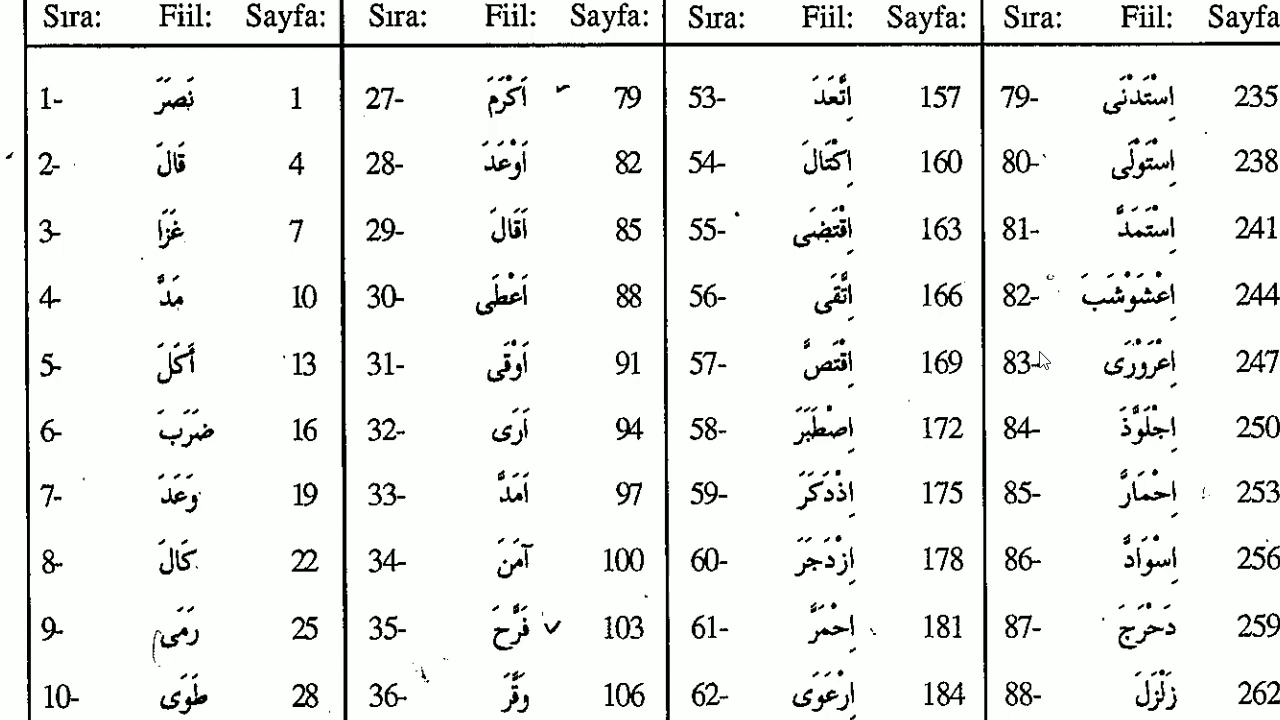 Sıra: Fiil: Sayfa: Sıra: Fiil: Sayfa: Sıra: Fiil: Sayfa: Sıra: Fiil: Sayfa
1- نَصَرَ 1 27- اَكْرَمَ 79 53- اِتَّعَدَ 157 79- اِسْتَدْنَى 235
2- قَالَ 4 28- اَوْعَدَ 82 54- اِكْتَالَ 160 80- اِسْتَوْلَى 238
3- غَزَا 7 29- اَقَالَ 85 55- اِقْتَضَى 163 81- اِسْتَمَدَّ 241
4- مَدَّ 10 30- اَعْطَى 88 56- اِتَّقَى 166 82- اِعْشَوْشَبَ 244
5- أَكَلَ 13 31- اَوْقَى 91 57- اِقْتَصَّ 169 83- اِعْرَوْرَى 247
6- ضَرَبَ 16 32- اَرَى 94 58- اِصْطَبَرَ 172 84- اِجْلَوَّذَ 250
7- وَعَدَ 19 33- اَمَدَّ 97 59- اِذْدَكَرَ 175 85- اِحْمَارَّ 253
8- كَالَ 22 34- آمَنَ 100 60- اِزْدَجَرَ 178 86- اِسْوَادَّ 256
9- رَمَى 25 35- فَرَّحَ 103 61- اِحْمَرَّ 181 87- دَحْرَجَ 259
10- طَوَى 28 36- وَقَّرَ 106 62- اِرْعَوَى 184 88- زَلْزَلَ 262